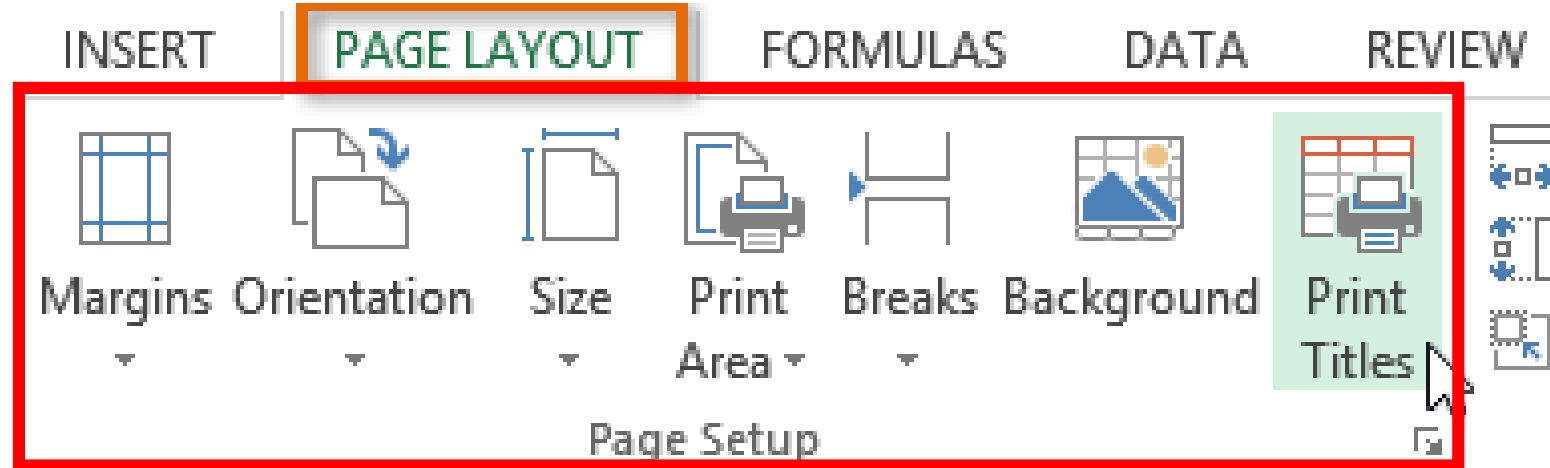 INSERT PAGE LAYOUT FORMULAS DATA REVIEW
Margins Orientation Size Print Breaks Background Print
Area Titles
Page Setup